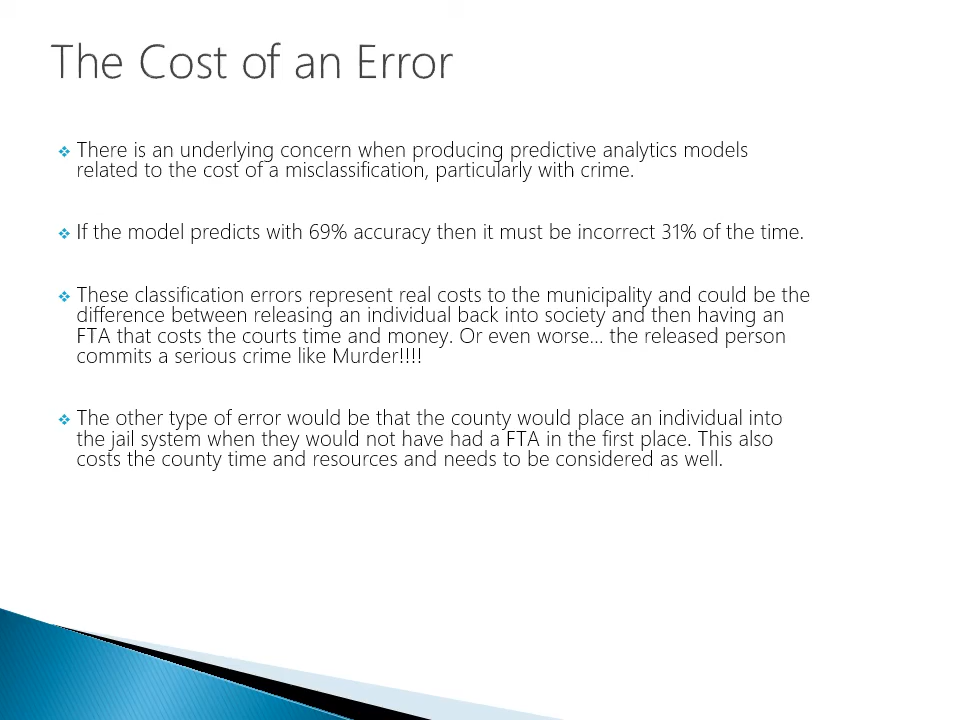 The Cost of an Error
❖ There is an underlying concern when producing predictive analytics models
related to the cost of a misclassification, particularly with crime.
❖ If the model predicts with 69% accuracy then it must be incorrect 31% of the time.
❖ These classification errors represent real costs to the municipality and could be the
difference between releasing an individual back into society and then having an
FTA that costs the courts time and money. Or even worse... the released person
commits a serious crime like Murder!!!!
❖ The other type of error would be that the county would place an individual into
the jail system when they would not have had a FTA in the first place. This also
costs the county time and resources and needs to be considered as well.